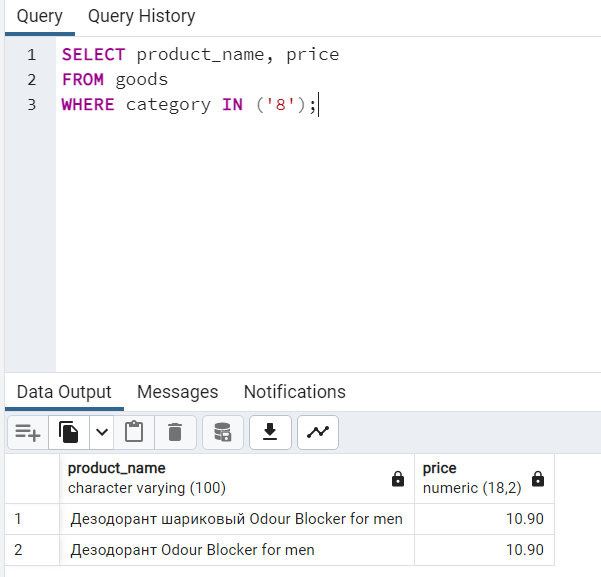 Query Query History
1 SELECT product_name, price
2 FROM goods
3 WHERE category IN ('8');
Data Output Messages Notifications
product_name price
character varying (100) numeric (18,2)
1 Дезодорант шариковый Odour Blocker for men 10.90
2 Дезодорант Odour Blocker for men 10.90